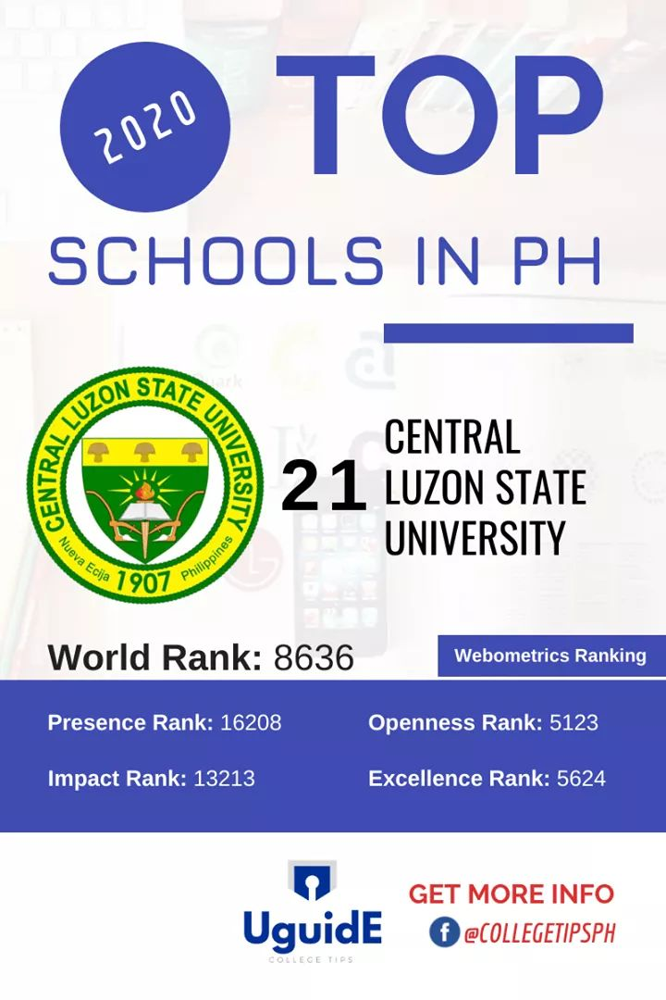 2020
TOP
SCHOOLS IN PH
CENTRAL LUZON STATE UNIVERSITY
Nueva Ecija Philippines
1907
21
CENTRAL
LUZON STATE
UNIVERSITY
World Rank: 8636
Webometrics Ranking
Presence Rank: 16208
Openness Rank: 5123
Impact Rank: 13213
Excellence Rank: 5624
UguidE
COLLEGE TIPS
GET MORE INFO
f @COLLEGETIPSPH